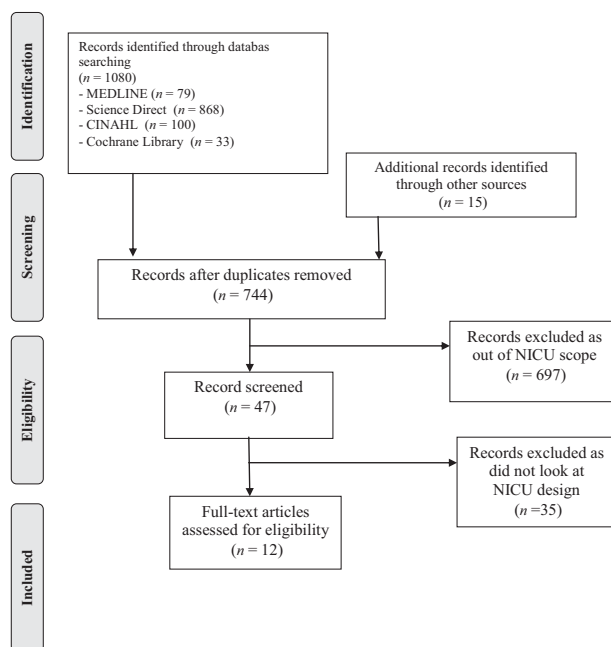 Identification
Records identified through databas
searching
(n = 1080)
- MEDLINE (n = 79)
- Science Direct (n = 868)
- CINAHL (n = 100)
- Cochrane Library (n = 33)
Additional records identified
through other sources
(n = 15)
Screening
Records after duplicates removed
(n = 744)
Records excluded as
out of NICU scope
(n = 697)
Eligibility
Record screened
(n = 47)
Records excluded as
did not look at
NICU design
(n =35)
Included
Full-text articles
assessed for eligibility
(n = 12)